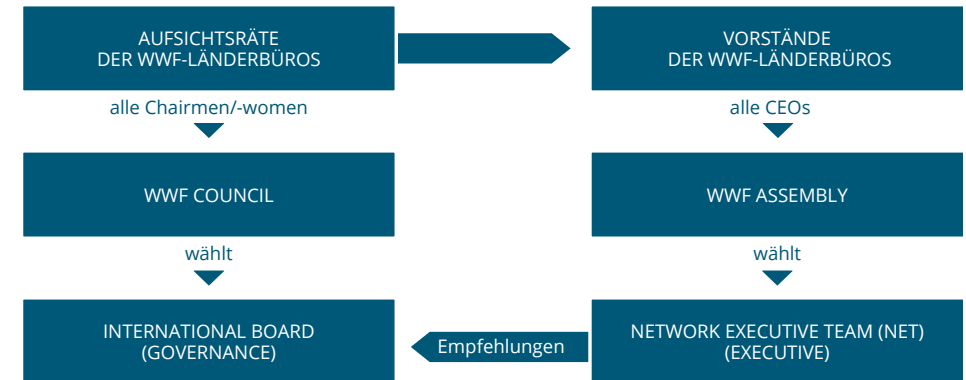 AUFSICHTSRÄTE
DER WWF-LÄNDERBÜROS
VORSTÄNDE
DER WWF-LÄNDERBÜROS
alle Chairmen/-women
alle CEOs
WWF COUNCIL
WWF ASSEMBLY
wählt
wählt
INTERNATIONAL BOARD
(GOVERNANCE)
Empfehlungen
NETWORK EXECUTIVE TEAM (NET)
(EXECUTIVE)